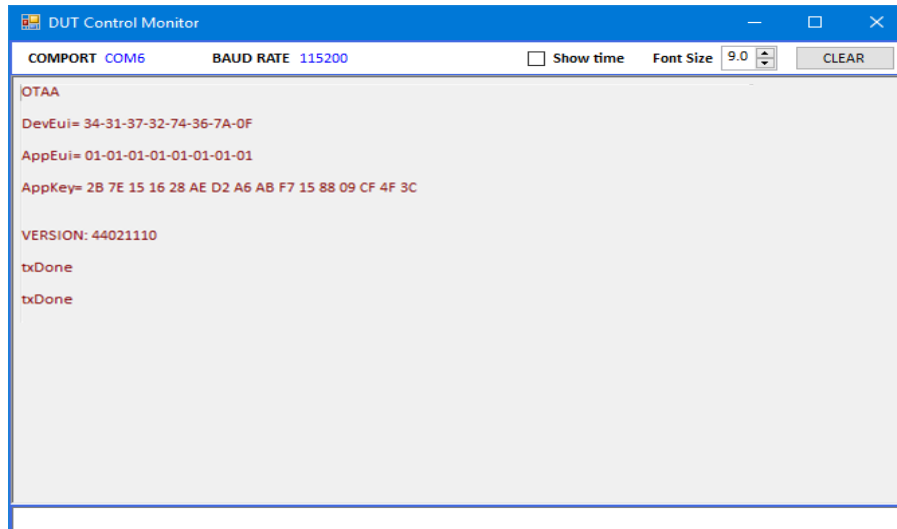 DUT Control Monitor
COMPORT COM6 BAUD RATE 115200 Show time Font Size 9.0 CLEAR
OTAA
DevEui= 34-31-37-32-74-36-7A-0F
AppEui= 01-01-01-01-01-01-01-01
AppKey= 2B 7E 15 16 28 AE D2 A6 AB F7 15 88 09 CF 4F 3C
VERSION: 44021110
txDone
txDone